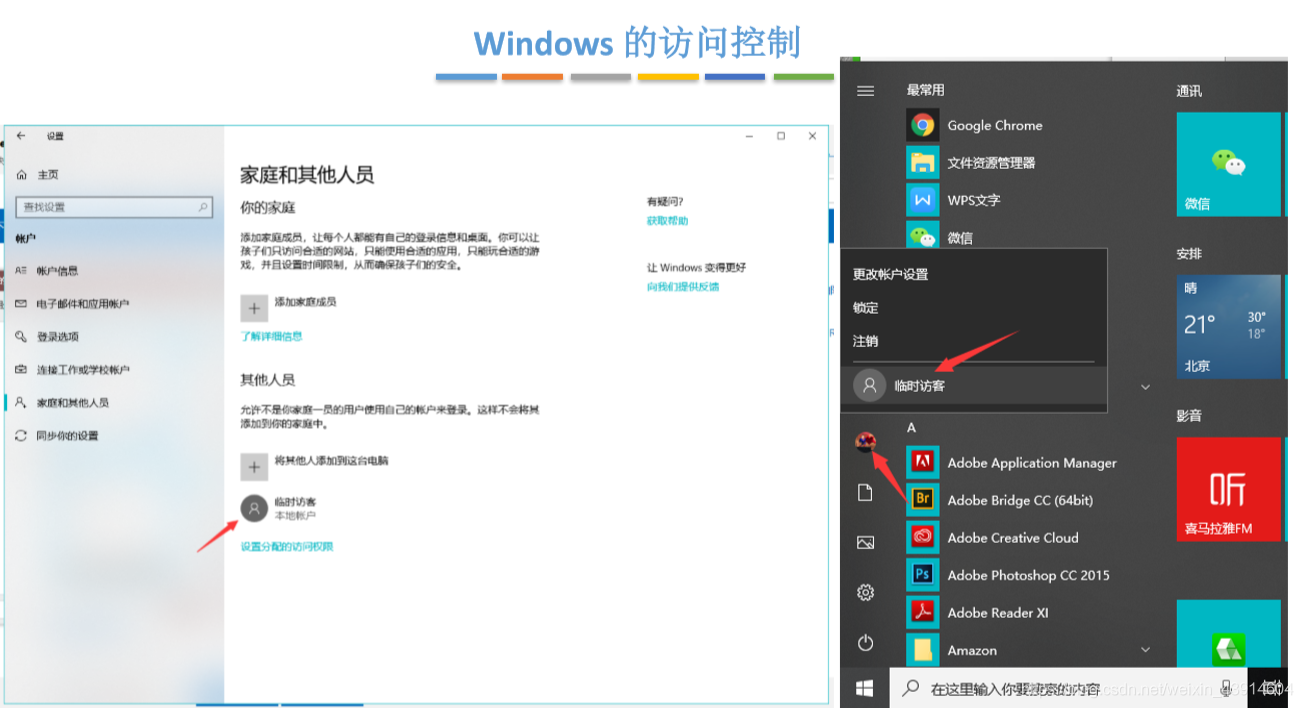 Windows 的访问控制
设置
主页
查找设置
帐户
帐户信息
电子邮件和应用帐户
登录选项
连接工作或学校帐户
家庭和其他人员
同步你的设置
家庭和其他人员
你的家庭
添加家庭成员，让每个人都能有自己的登录信息和桌面。你可以让
孩子们只访问合适的网站，只能使用合适的应用，只能玩合适的游
戏，并且设置时间限制，从而确保孩子们的安全。
添加家庭成员
了解详细信息
其他人员
允许不是你家庭一员的用户使用自己的帐户来登录。这样不会将其
添加到你的家庭中。
将其他人添加到这台电脑
临时访客
本地帐户
设置分配的访问权限
有疑问?
获取帮助
让 Windows 变得更好
向我们提供反馈
最常用
Google Chrome
文件资源管理器
WPS文字
微信
更改帐户设置
锁定
注销
临时访客
A
Adobe Application Manager
Adobe Bridge CC (64bit)
Adobe Creative Cloud
Adobe Photoshop CC 2015
Adobe Reader XI
Amazon
在这里输入你要搜索的内容
通讯
微信
安排
晴
21°
30°
18°
北京
影音
听
喜马拉雅FM